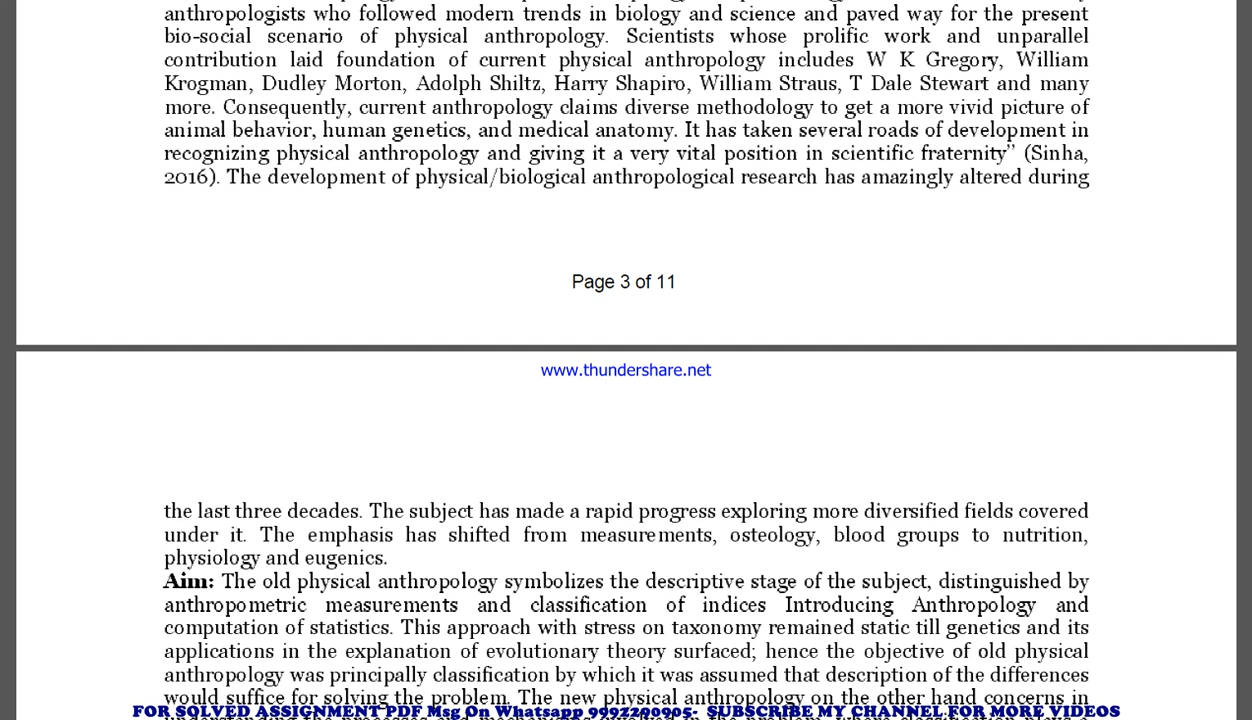 anthropologists who followed modern trends in biology and science and paved way for the present
bio-social scenario of physical anthropology. Scientists whose prolific work and unparallel
contribution laid foundation of current physical anthropology includes W K Gregory, William
Krogman, Dudley Morton, Adolph Shiltz, Harry Shapiro, William Straus, T Dale Stewart and many
more. Consequently, current anthropology claims diverse methodology to get a more vivid picture of
animal behavior, human genetics, and medical anatomy. It has taken several roads of development in
recognizing physical anthropology and giving it a very vital position in scientific fraternity” (Sinha,
2016). The development of physical/biological anthropological research has amazingly altered during
Page 3 of 11
www.thundershare.net
the last three decades. The subject has made a rapid progress exploring more diversified fields covered
under it. The emphasis has shifted from measurements, osteology, blood groups to nutrition,
physiology and eugenics.
Aim: The old physical anthropology symbolizes the descriptive stage of the subject, distinguished by
anthropometric measurements and classification of indices Introducing Anthropology and
computation of statistics. This approach with stress on taxonomy remained static till genetics and its
applications in the explanation of evolutionary theory surfaced; hence the objective of old physical
anthropology was principally classification by which it was assumed that description of the differences
would suffice for solving the problem. The new physical anthropology on the other hand concerns in
FOR SOLVED ASSIGNMENT PDF Msg On Whatsapp 9992290905- SUBSCRIBE MY CHANNEL FOR MORE VIDEOS